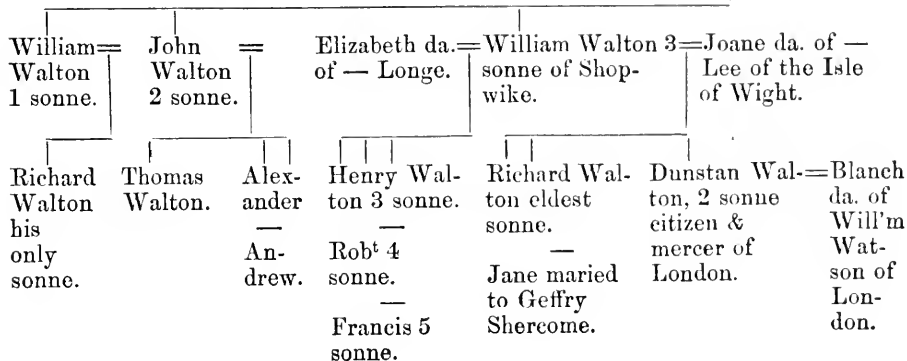 William=
Walton
1 sonne.
John =
Walton
2 sonne.
Elizabeth da.=William Walton 3=Joane da. of —
of — Longe.
sonne of Shop-
wike.
Lee of the Isle
of Wight.
Richard
Walton
his
only
sonne.
Thomas
Walton.
Alex-
ander
—
An-
drew.
Henry Wal-
ton 3 sonne.
—
Robt 4
sonne.
—
Francis 5
sonne.
Richard Wal-
ton eldest
sonne.
—
Jane maried
to Geffry
Shercome.
Dunstan Wal-=Blanch
ton, 2 sonne
citizen &
mercer of
London.
da. of
Will'm
Wat-
son of
Lon-
don.